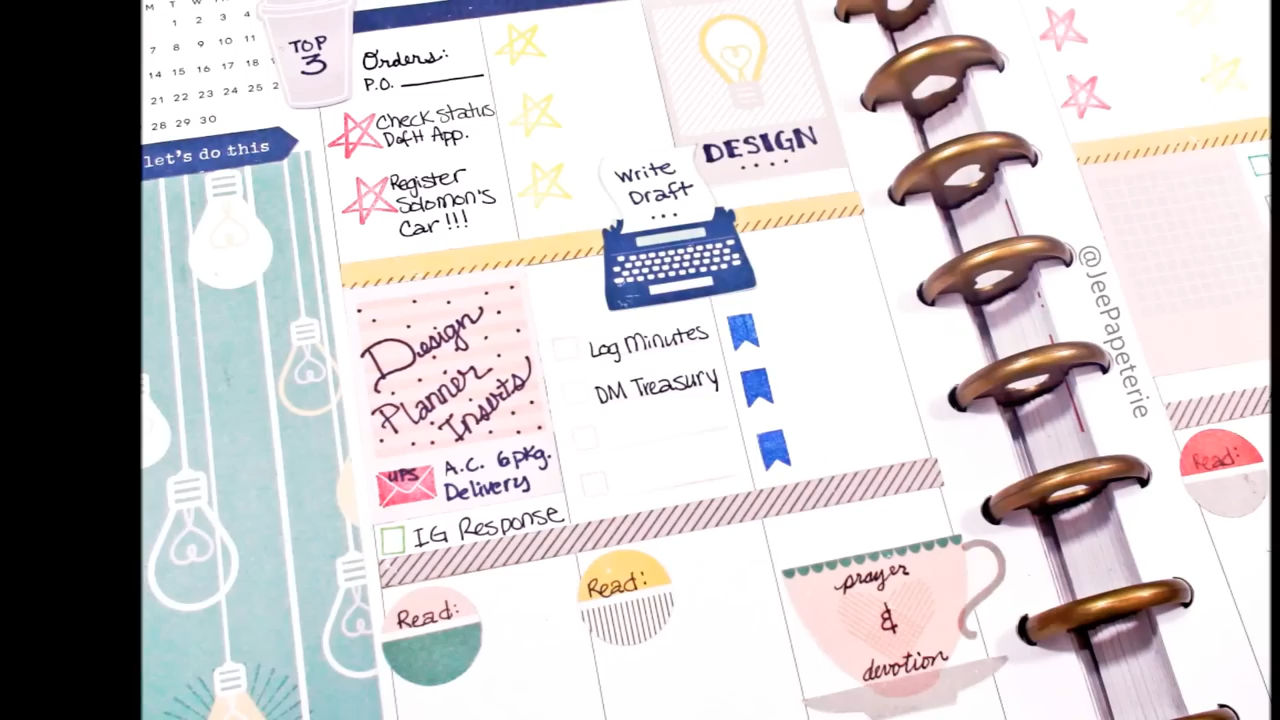 M T W T F S
1 2 3 4
7 8 9 10 11
14 15 16 17 18
21 22 23 24 25 2
28 29 30
let's do this
TOP
3
Orders:
P.O.
Check status
DofH App.
Register
Solomon's
Car!!!
DESIGN
Write
Draft
...
Design
Planner
Inserts
UPS
A.C. 6pkg.
Delivery
IG Response
Log Minutes
DM Treasury
Read:
Read:
prayer
&
devotion
@JeePapeterie
Read: